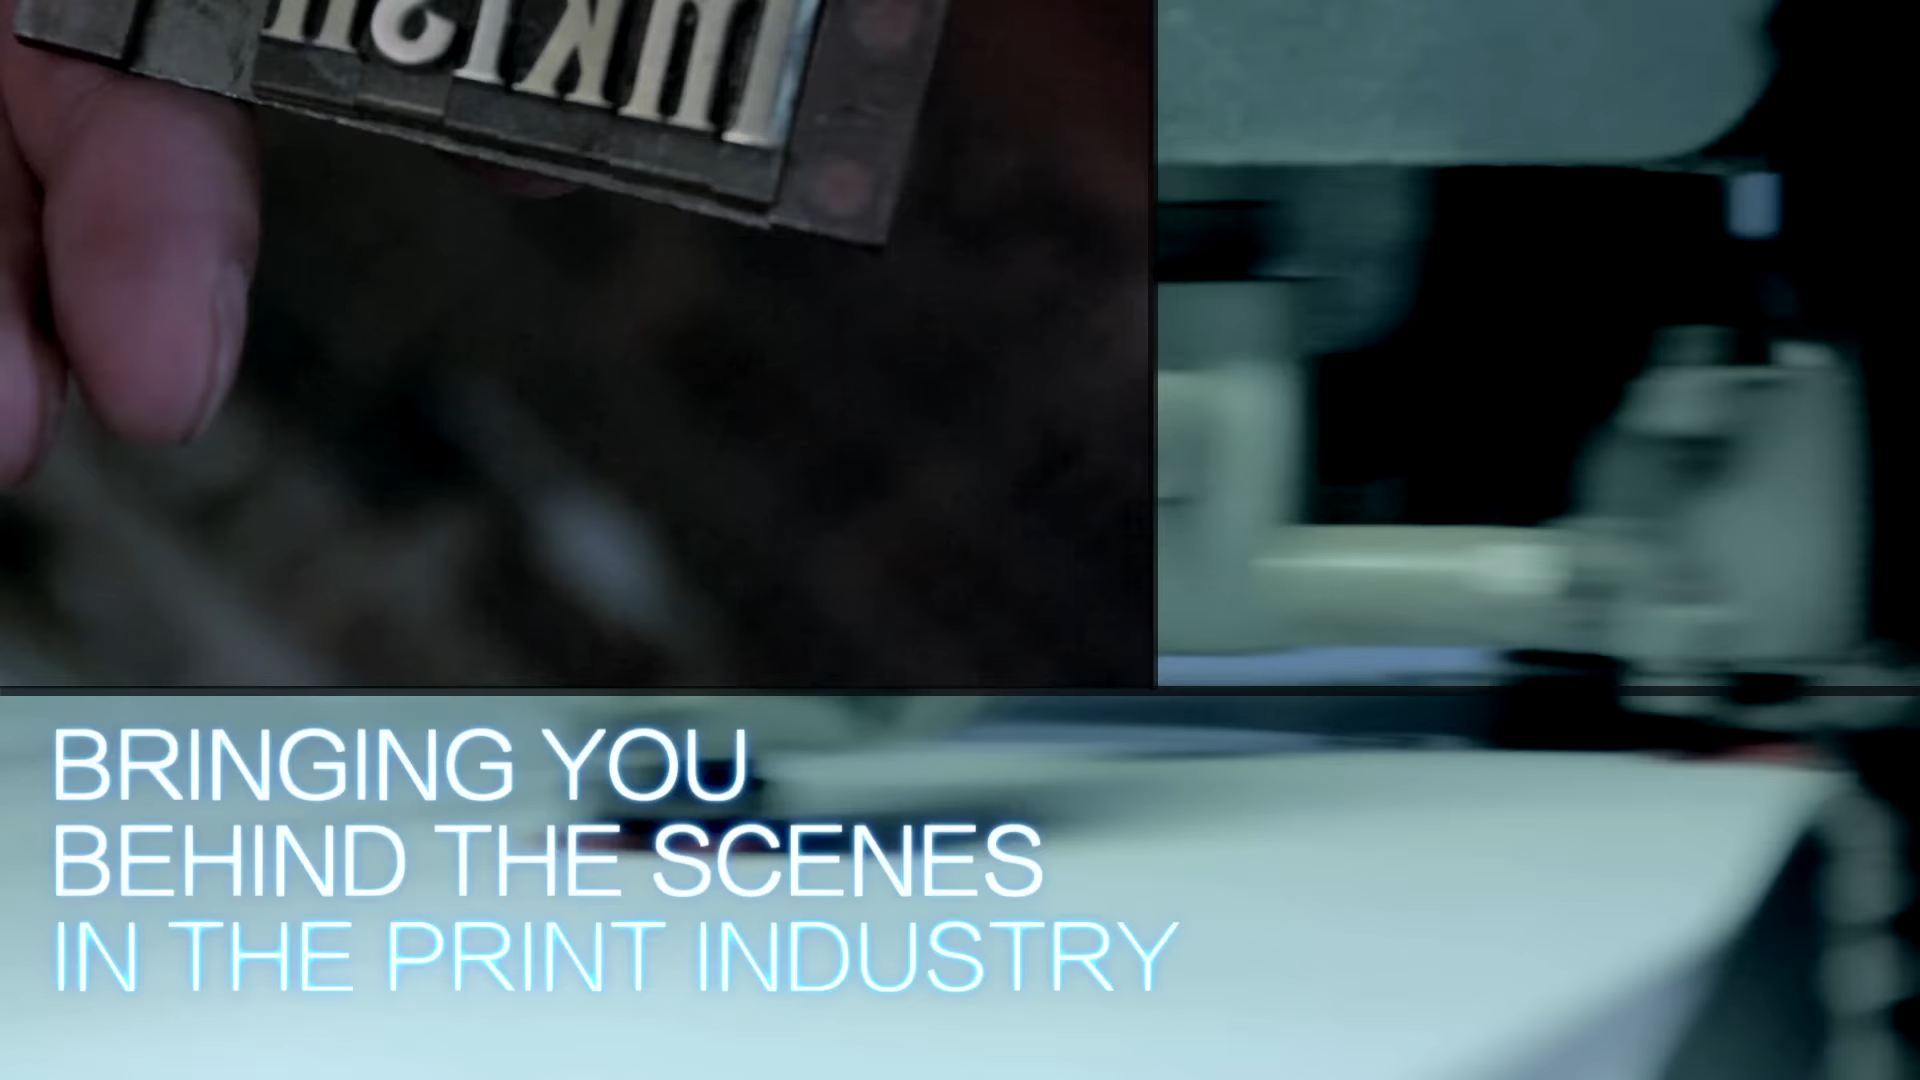 BRINGING YOU
BEHIND THE SCENES
IN THE PRINT INDUSTRY